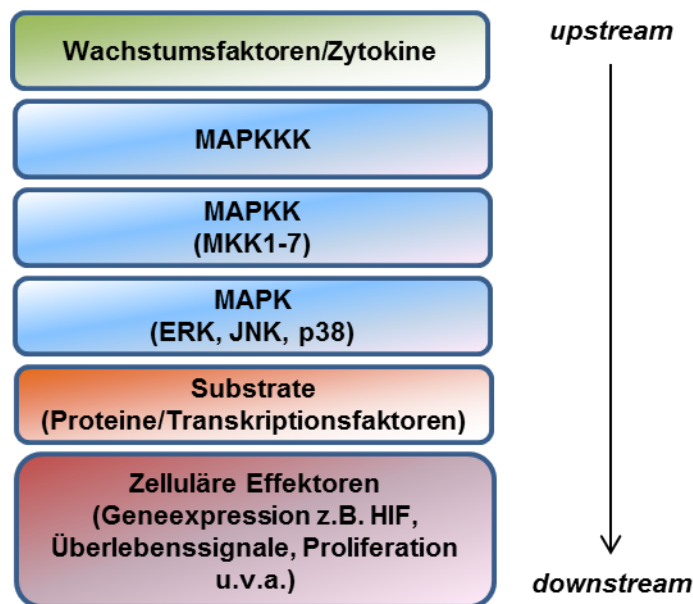 Wachstumsfaktoren/Zytokine
upstream
MAPKKK
MAPKK
(MKK1-7)
MAPK
(ERK, JNK, p38)
Substrate
(Proteine/Transkriptionsfaktoren)
Zelluläre Effektoren
(Geneexpression z.B. HIF,
Überlebenssignale, Proliferation
u.v.a.)
downstream